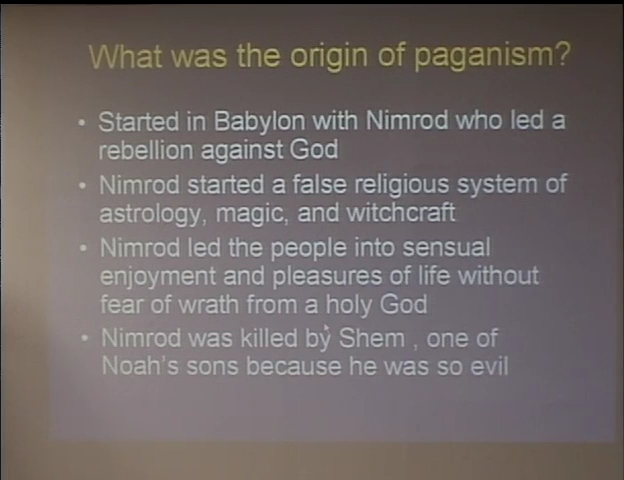 What was the origin of paganism?
• Started in Babylon with Nimrod who led a
rebellion against God
• Nimrod started a false religious system of
astrology, magic, and witchcraft
• Nimrod led the people into sensual
enjoyment and pleasures of life without
fear of wrath from a holy God
• Nimrod was killed by Shem , one of
Noah's sons because he was so evil